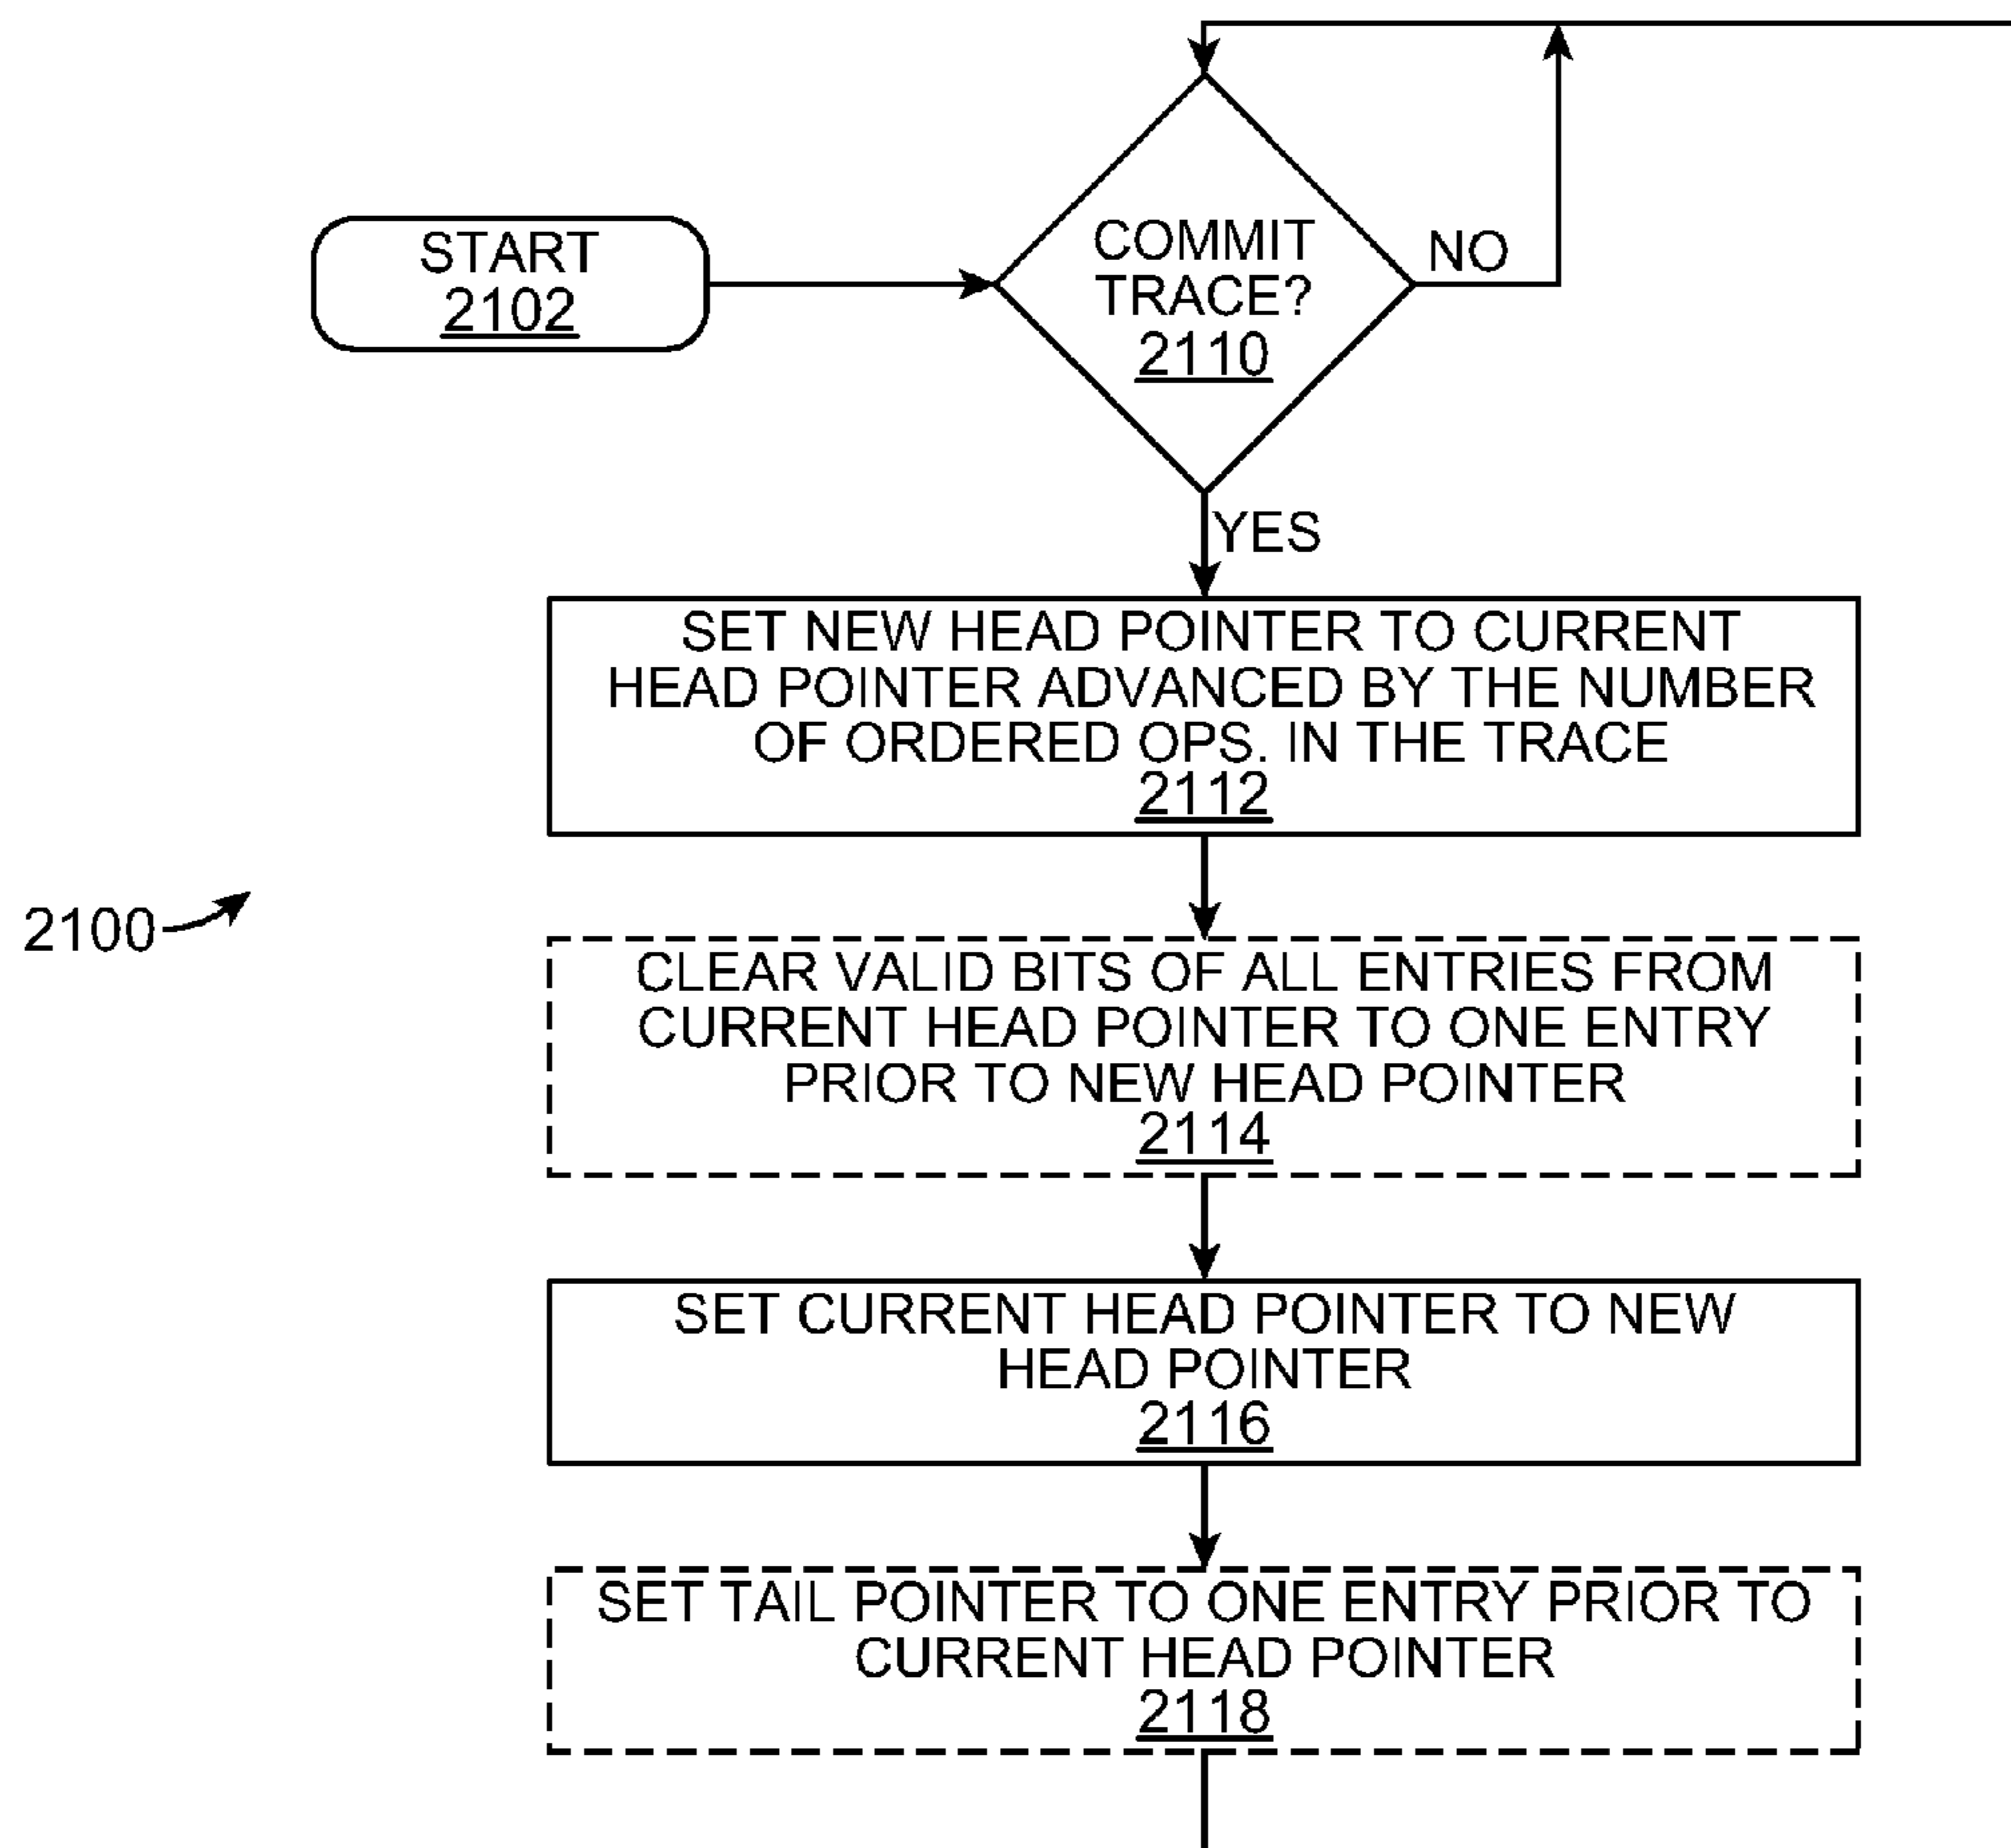 START
2102
COMMIT
TRACE?
2110
NO
YES
SET NEW HEAD POINTER TO CURRENT
HEAD POINTER ADVANCED BY THE NUMBER
OF ORDERED OPS. IN THE TRACE
2112
2100
CLEAR VALID BITS OF ALL ENTRIES FROM
CURRENT HEAD POINTER TO ONE ENTRY
PRIOR TO NEW HEAD POINTER
2114
SET CURRENT HEAD POINTER TO NEW
HEAD POINTER
2116
SET TAIL POINTER TO ONE ENTRY PRIOR TO
CURRENT HEAD POINTER
2118